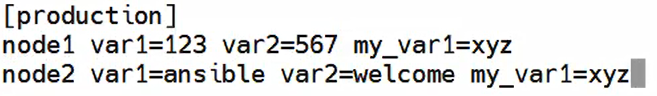 [production]
node1 var1=123 var2=567 my_var1=xyz
node2 var1=ansible var2=welcome my_var1=xyz